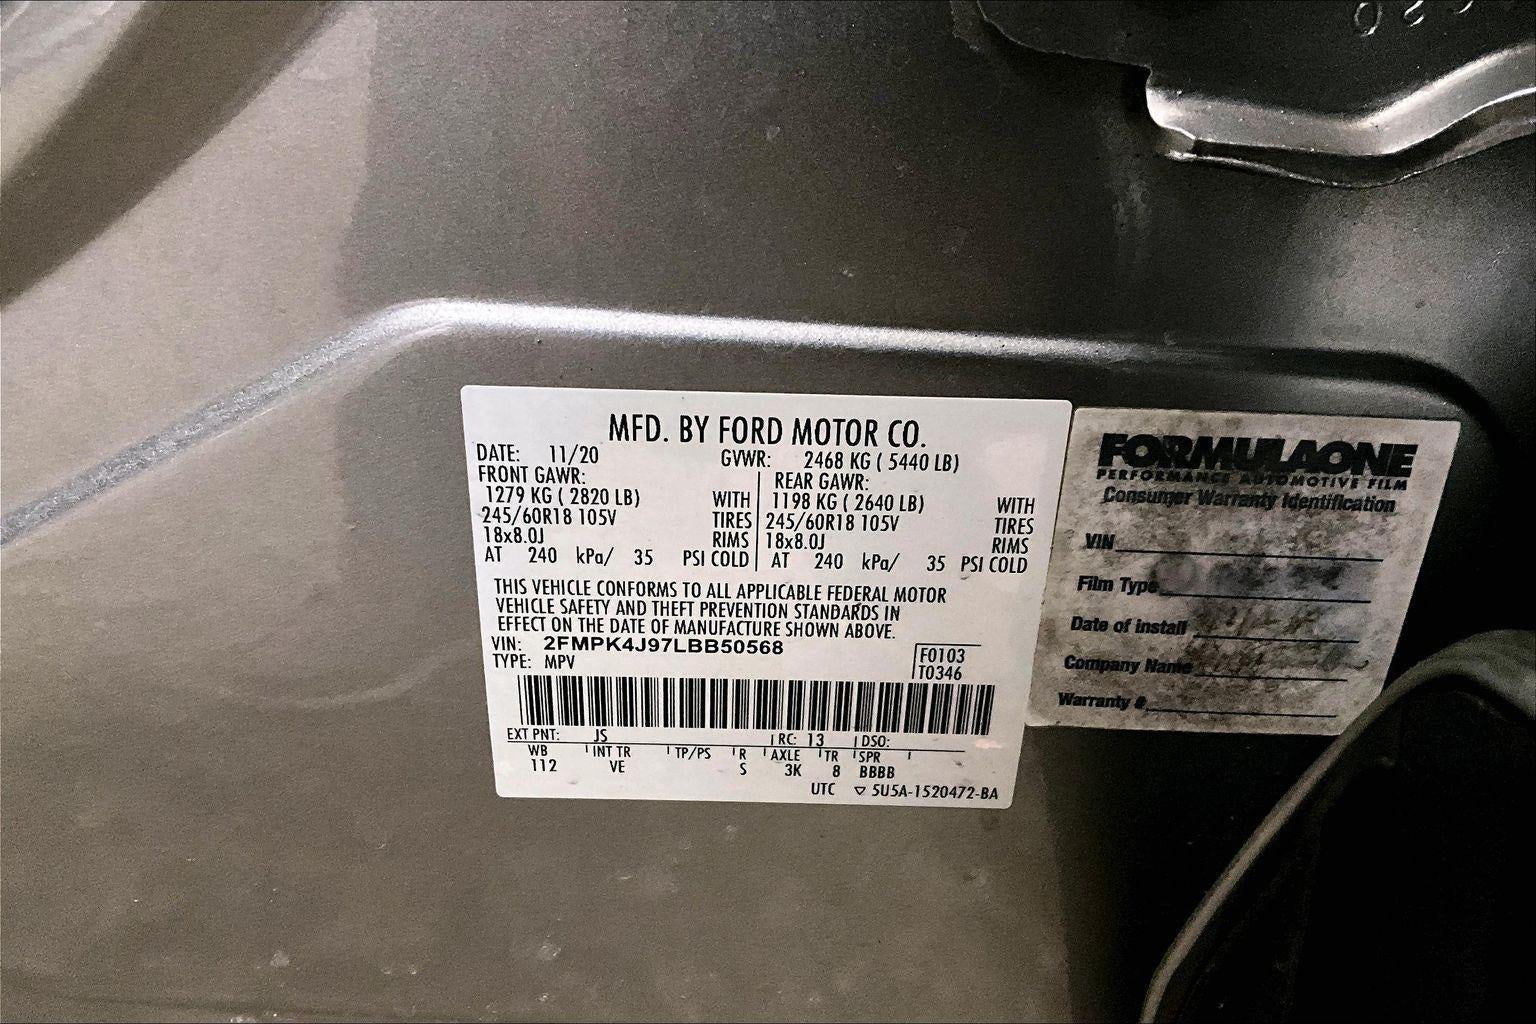 MFD. BY FORD MOTOR CO.
DATE: 11/20 GVWR: 2468 KG ( 5440 LB)
FRONT GAWR: REAR GAWR:
1279 KG ( 2820 LB) WITH 1198 KG ( 2640 LB) WITH
245/60R18 105V TIRES 245/60R18 105V TIRES
18x8.0J RIMS 18x8.0J RIMS
AT 240 kPa/ 35 PSI COLD AT 240 kPa/ 35 PSI COLD
THIS VEHICLE CONFORMS TO ALL APPLICABLE FEDERAL MOTOR
VEHICLE SAFETY AND THEFT PREVENTION STANDARDS IN
EFFECT ON THE DATE OF MANUFACTURE SHOWN ABOVE.
VIN: 2FMPK4J97LBB50568
TYPE: MPV
F0103
T0346
EXT PNT: JS RC: 13 DSO:
WB INT TR TP/PS R AXLE TR SPR
112 VE S 3K 8 BBBB
UTC ▽ 5U5A-1520472-BA
FORMULAONE
PERFORMANCE AUTOMOTIVE FILM
Consumer Warranty Identification
VIN
Film Type
Date of install
Company Name
Warranty #